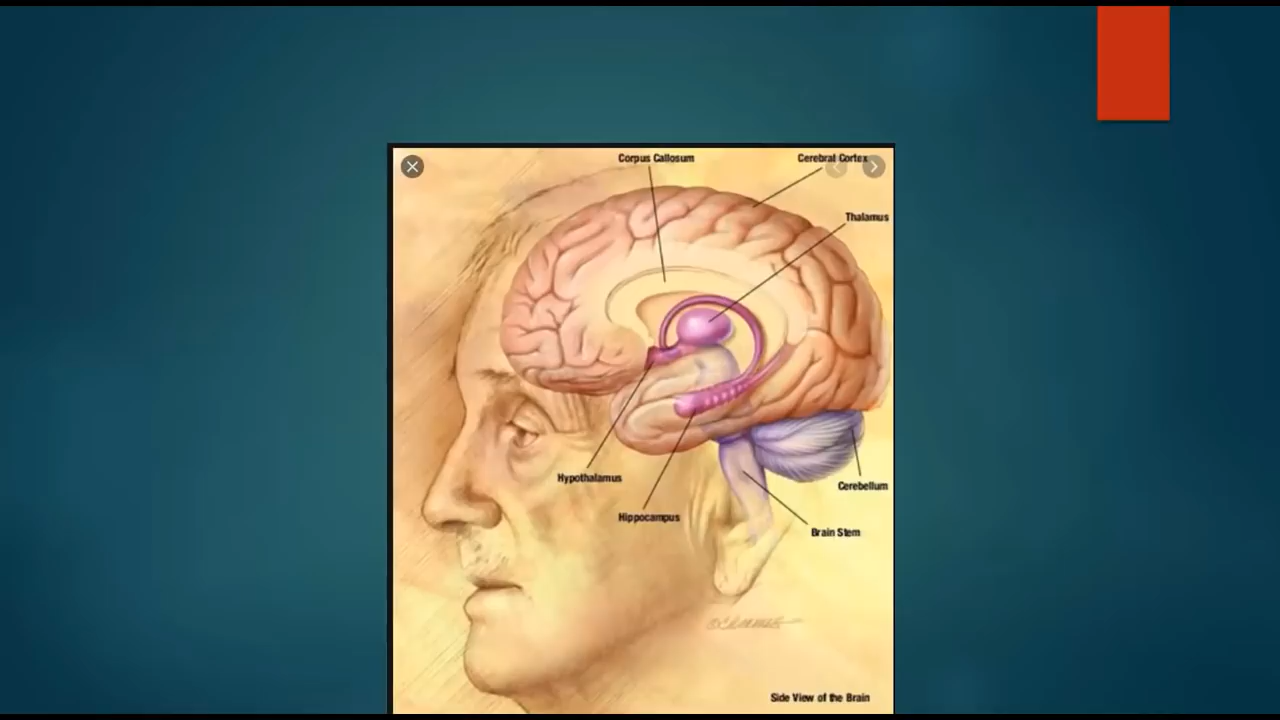 Corpus Callosum
Cerebral Cortex
Thalamus
Hypothalamus
Cerebellum
Hippocampus
Brain Stem
Side View of the Brain